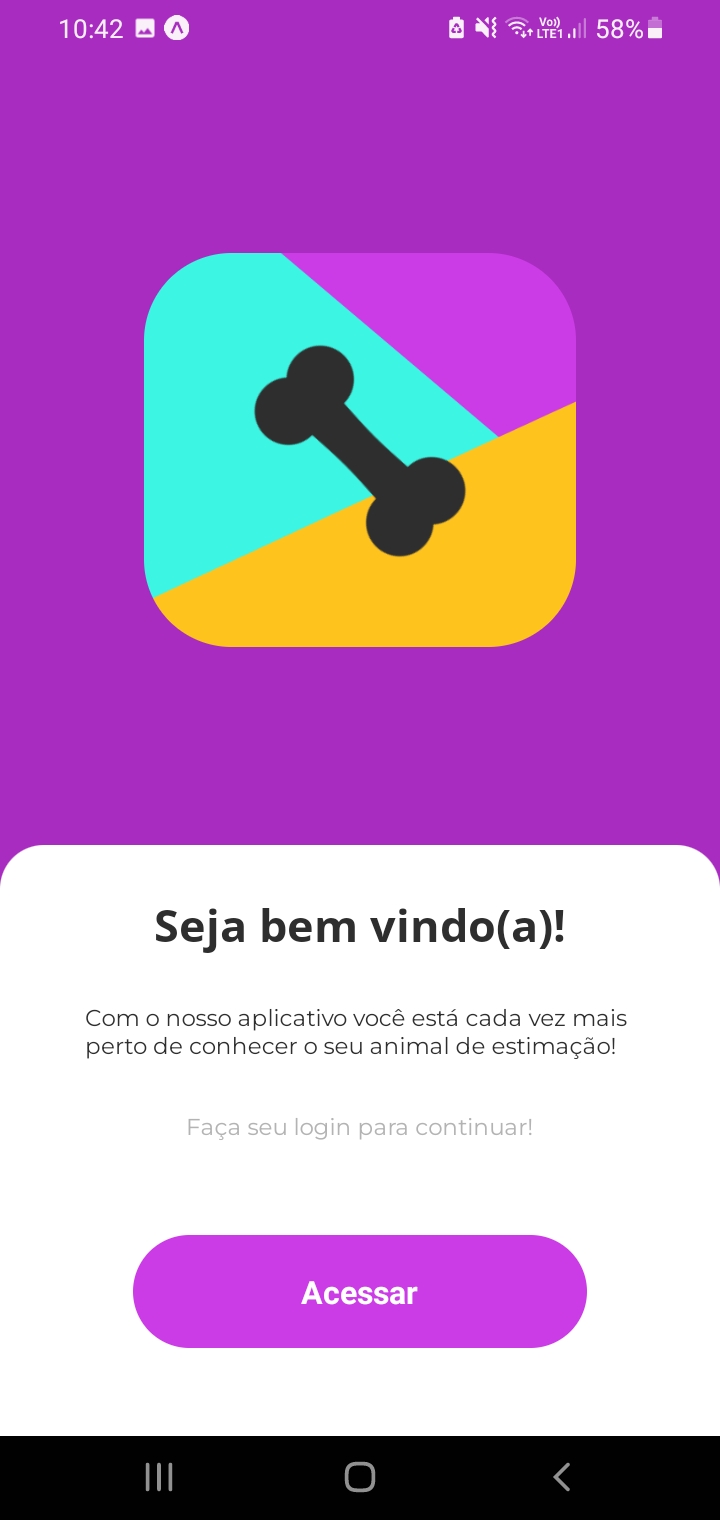 10:42
Vo)) LTE1 58%
Seja bem vindo(a)!
Com o nosso aplicativo você está cada vez mais
perto de conhecer o seu animal de estimação!
Faça seu login para continuar!
Acessar